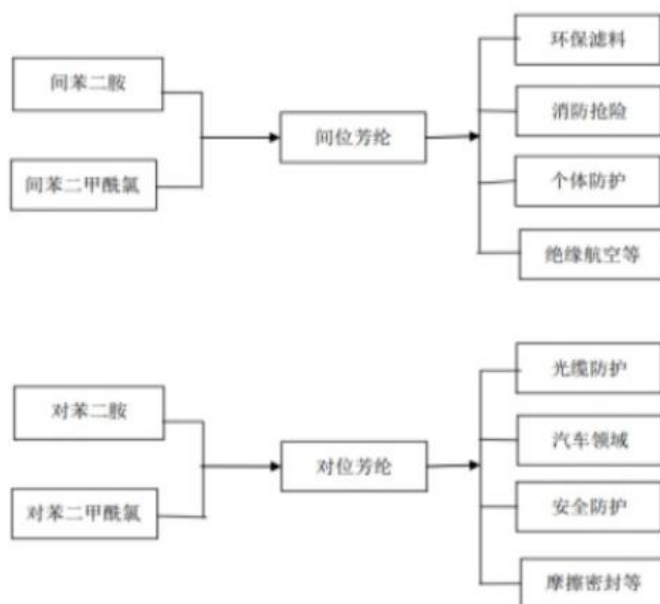 间苯二胺
间苯二甲酰氯
间位芳纶
环保滤料
消防抢险
个体防护
绝缘航空等
对苯二胺
对苯二甲酰氯
对位芳纶
光缆防护
汽车领域
安全防护
摩擦密封等